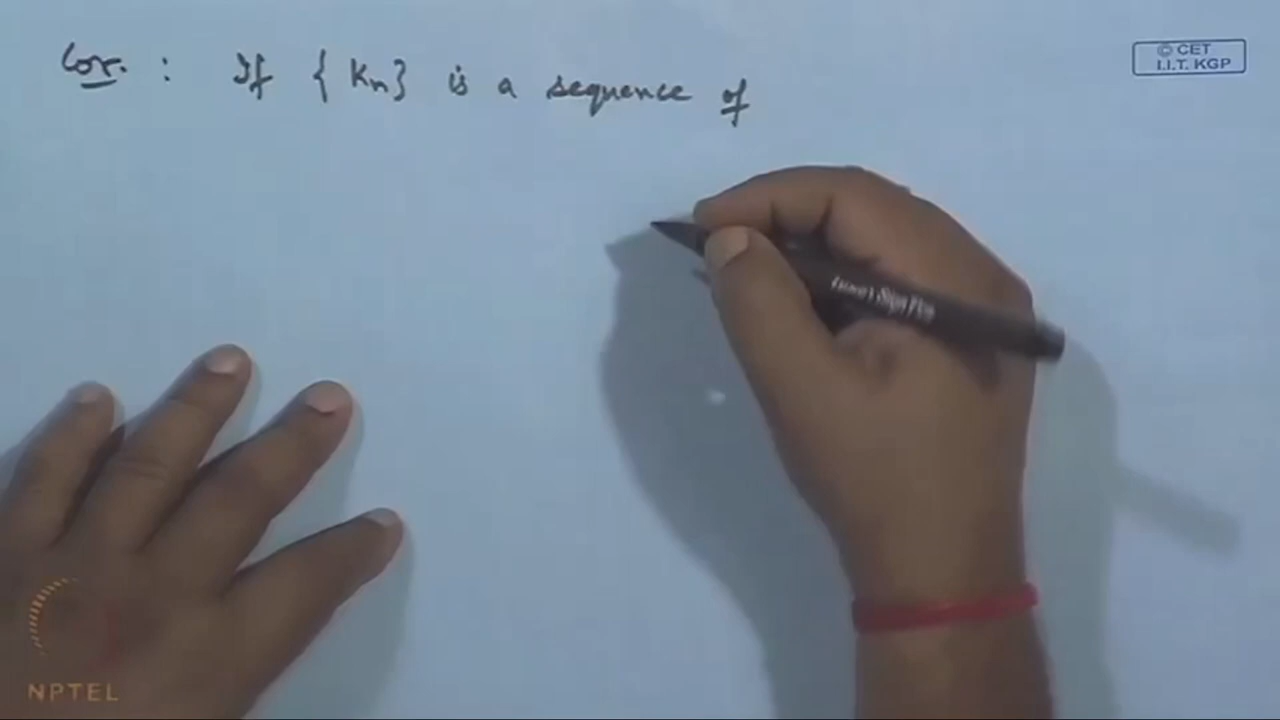 Cor. : If { Kn} is a sequence of
© CET
I.I.T. KGP
NPTEL